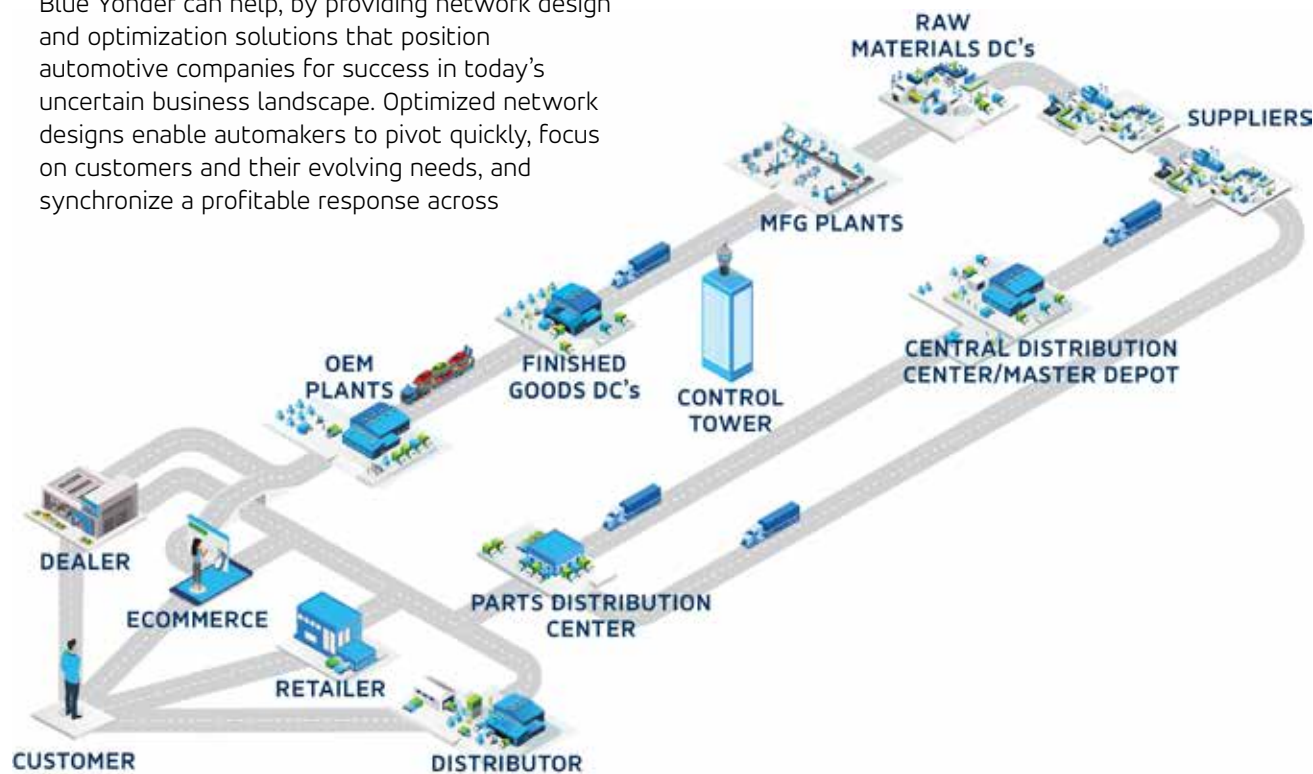 Blue Yonder can help, by providing network design
and optimization solutions that position
automotive companies for success in today's
uncertain business landscape. Optimized network
designs enable automakers to pivot quickly, focus
on customers and their evolving needs, and
synchronize a profitable response across
RAW
MATERIALS DC's
SUPPLIERS
MFG PLANTS
CENTRAL DISTRIBUTION
CENTER/MASTER DEPOT
CONTROL
TOWER
FINISHED
GOODS DC's
OEM
PLANTS
DEALER
ECOMMERCE
PARTS DISTRIBUTION
CENTER
RETAILER
CUSTOMER
DISTRIBUTOR